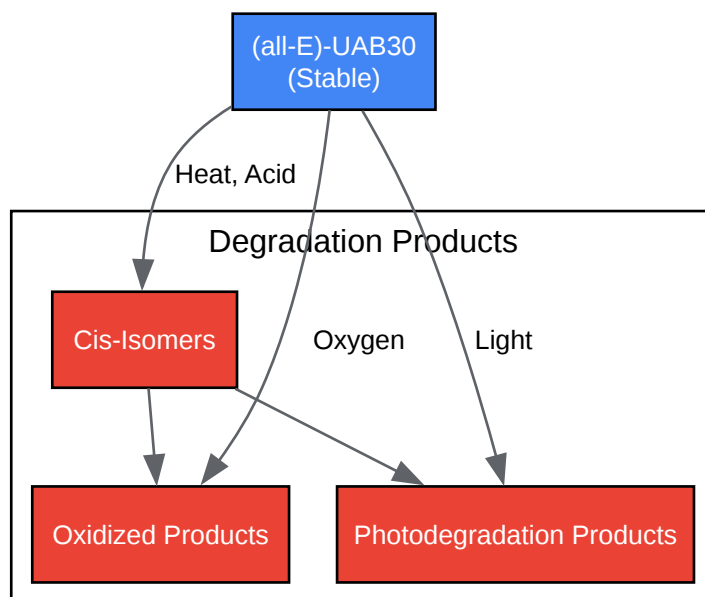 (all-E)-UAB30
(Stable)
Heat, Acid
Degradation Products
Cis-Isomers
Oxygen
Light
Oxidized Products
Photodegradation Products